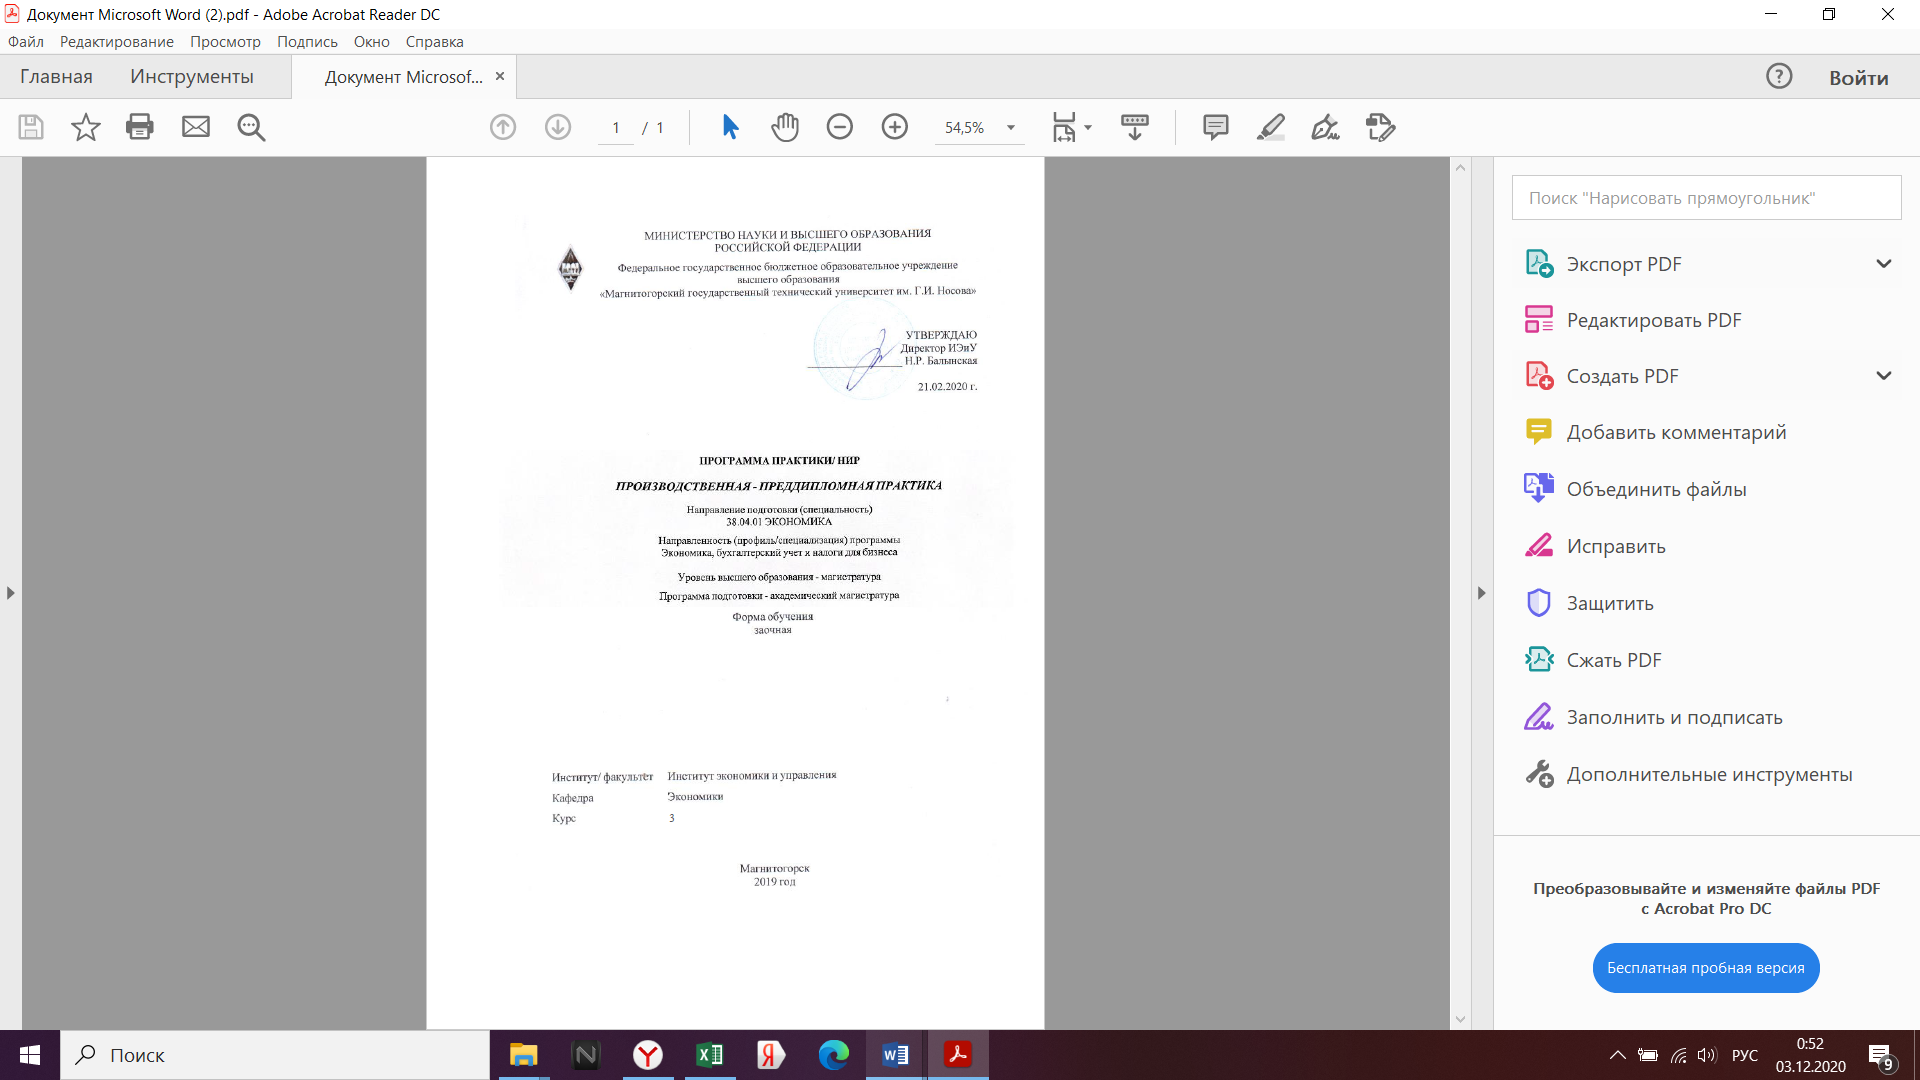 Документ Microsoft Word (2).pdf - Adobe Acrobat Reader DC
Файл Редактирование Просмотр Подпись Окно Справка
Главная Инструменты Документ Microsof... Войти
1 / 1 54,5%
МИНИСТЕРСТВО НАУКИ И ВЫСШЕГО ОБРАЗОВАНИЯ
РОССИЙСКОЙ ФЕДЕРАЦИИ
Федеральное государственное бюджетное образовательное учреждение
высшего образования
«Магнитогорский государственный технический университет им. Г.И. Носова»
УТВЕРЖДАЮ
Директор ИЭиУ
Н.Р. Балынская
21.02.2020 г.
ПРОГРАММА ПРАКТИКИ/ НИР
ПРОИЗВОДСТВЕННАЯ - ПРЕДДИПЛОМНАЯ ПРАКТИКА
Направление подготовки (специальность)
38.04.01 ЭКОНОМИКА
Направленность (профиль/специализация) программы
Экономика, бухгалтерский учет и налоги для бизнеса
Уровень высшего образования - магистратура
Программа подготовки - академический магистратура
Форма обучения
заочная
Институт/ факультет Институт экономики и управления
Кафедра Экономики
Курс 3
Магнитогорск
2019 год
Поиск "Нарисовать прямоугольник"
Экспорт PDF
Редактировать PDF
Создать PDF
Добавить комментарий
Объединить файлы
Исправить
Защитить
Сжать PDF
Заполнить и подписать
Дополнительные инструменты
Преобразовывайте и изменяйте файлы PDF
с Acrobat Pro DC
Бесплатная пробная версия
Поиск
РУС
0:52
03.12.2020
9